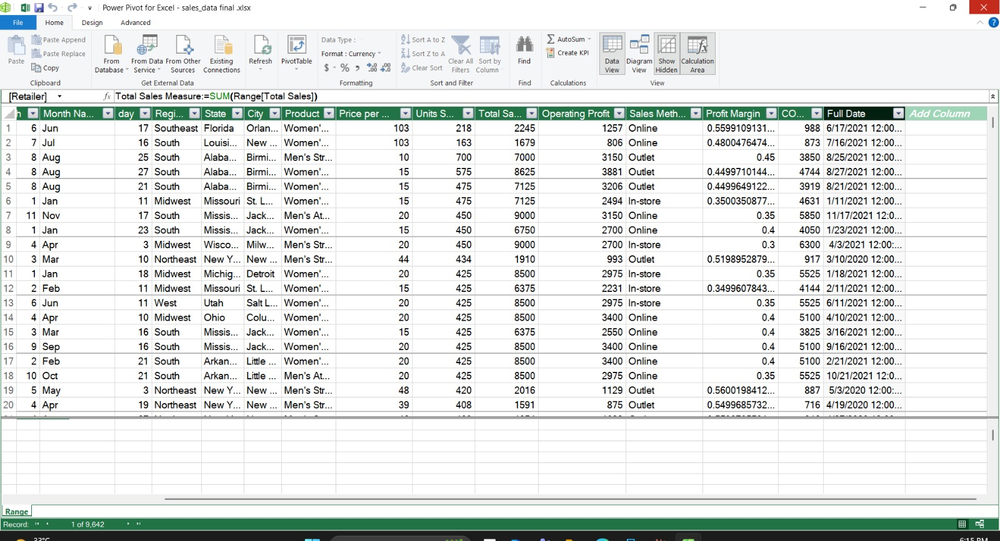 Power Pivot for Excel - sales_data final .xlsx
File Home Design Advanced
Paste
Paste Append
Paste Replace
Copy
Clipboard
From Database
From Data Service
From Other Sources
Existing Connections
Get External Data
Refresh
PivotTable
Data Type :
Format : Currency
$ % ,
Formatting
Sort A to Z
Sort Z to A
Clear Sort
Clear All Filters
Sort by Column
Sort and Filter
Find
Find
AutoSum
Create KPI
Calculations
Data View
Diagram View
Show Hidden
Calculation Area
View
[Retailer] fx Total Sales Measure:=SUM(Range[Total Sales])
h Month Na... day Regi... State City Product Price per ... Units S... Total Sa... Operating Profit Sales Meth... Profit Margin CO... Full Date Add Column
1 6 Jun 17 Southeast Florida Orlan... Women'... 103 218 2245 1257 Online 0.5599109131... 988 6/17/2021 12:00...
2 7 Jul 16 South Louisi... New ... Women'... 103 163 1679 806 Online 0.4800476474... 873 7/16/2021 12:00...
3 8 Aug 25 South Alaba... Birmi... Men's Str... 10 700 7000 3150 Outlet 0.45 3850 8/25/2021 12:00...
4 8 Aug 27 South Alaba... Birmi... Women'... 15 575 8625 3881 Outlet 0.4499710144... 4744 8/27/2021 12:00...
5 8 Aug 21 South Alaba... Birmi... Women'... 15 475 7125 3206 Outlet 0.4499649122... 3919 8/21/2021 12:00...
6 1 Jan 11 Midwest Missouri St. L... Women'... 15 475 7125 2494 In-store 0.3500350877... 4631 1/11/2021 12:00...
7 11 Nov 17 South Missis... Jack... Men's At... 20 450 9000 3150 Online 0.35 5850 11/17/2021 12:0...
8 1 Jan 23 South Missis... Jack... Women'... 15 450 6750 2700 Online 0.4 4050 1/23/2021 12:00...
9 4 Apr 3 Midwest Wisco... Milw... Men's Str... 20 450 9000 2700 In-store 0.3 6300 4/3/2021 12:00:...
10 3 Mar 10 Northeast New Y... New ... Men's Str... 44 434 1910 993 Outlet 0.5198952879... 917 3/10/2020 12:00...
11 1 Jan 18 Midwest Michig... Detroit Women'... 20 425 8500 2975 In-store 0.35 5525 1/18/2021 12:00...
12 2 Feb 11 Midwest Missouri St. L... Women'... 15 425 6375 2231 In-store 0.3499607843... 4144 2/11/2021 12:00...
13 6 Jun 11 West Utah Salt L... Women'... 20 425 8500 2975 In-store 0.35 5525 6/11/2021 12:00...
14 4 Apr 10 Midwest Ohio Colu... Women'... 20 425 8500 3400 Online 0.4 5100 4/10/2021 12:00...
15 3 Mar 16 South Missis... Jack... Women'... 15 425 6375 2550 Online 0.4 3825 3/16/2021 12:00...
16 9 Sep 16 South Missis... Jack... Women'... 20 425 8500 3400 Online 0.4 5100 9/16/2021 12:00...
17 2 Feb 21 South Arkan... Little ... Women'... 20 425 8500 3400 Online 0.4 5100 2/21/2021 12:00...
18 10 Oct 21 South Arkan... Little ... Men's At... 20 425 8500 2975 Online 0.35 5525 10/21/2021 12:0...
19 5 May 3 Northeast New Y... New ... Men's Str... 48 420 2016 1129 Outlet 0.5600198412... 887 5/3/2020 12:00:...
20 4 Apr 19 Northeast New Y... New ... Men's Str... 39 408 1591 875 Outlet 0.5499685732... 716 4/19/2020 12:00...
Range
Record: 1 of 9,642
33°C
6:15 PM